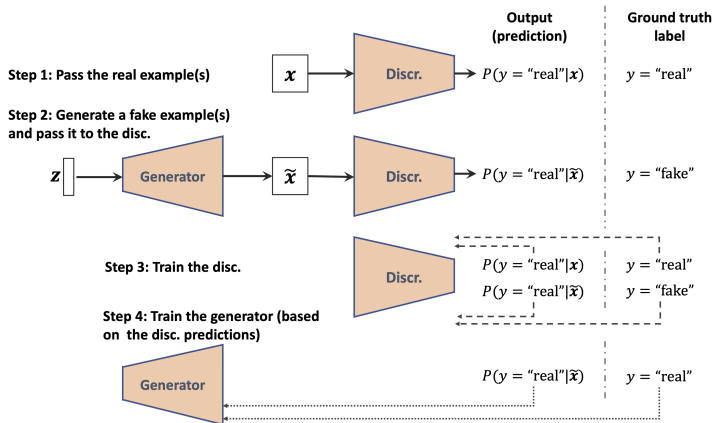 Output
(prediction)
Ground truth
label
Step 1: Pass the real example(s)
x
Discr.
P(y = “real”|x)
y = “real”
Step 2: Generate a fake example(s)
and pass it to the disc.
z
Generator
x̃
Discr.
P(y = “real”|x̃)
y = “fake”
Step 3: Train the disc.
Discr.
P(y = “real”|x)
y = “real”
P(y = “real”|x̃)
y = “fake”
Step 4: Train the generator (based
on the disc. predictions)
Generator
P(y = “real”|x̃)
y = “real”